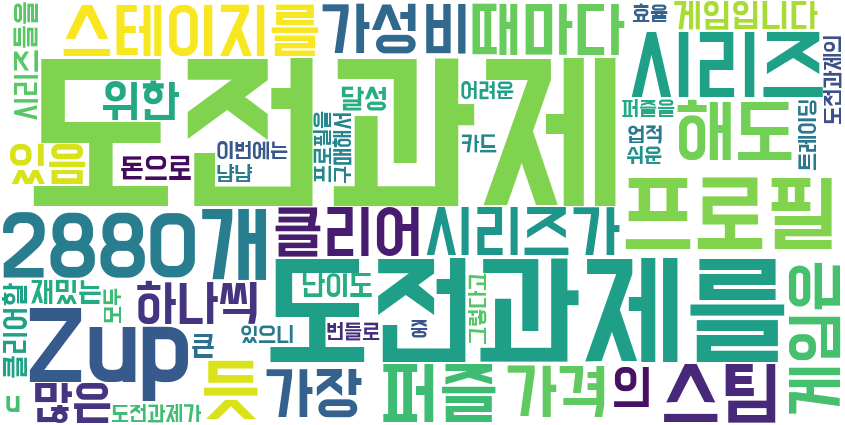 시리즈들을
스테이지를
가성비
때마다
효율
게임입니다
도전과제
위한
달성
어려운
시리즈
퍼즐을
해도
도전과제의
있음
돈으로
이번에는
냠냠
프로필을
구매해서
카드
업적
쉬운
트레이딩
2880개
클리어
시리즈가
프로필
클리어할
재밌는
모두
하나씩
난이도
도전과제를
그렇다고
게임은
Zup
큰
있으니
번들로
중
ㄷ
많은
도전과제가
듯
가장
퍼즐
가격
의
스팀